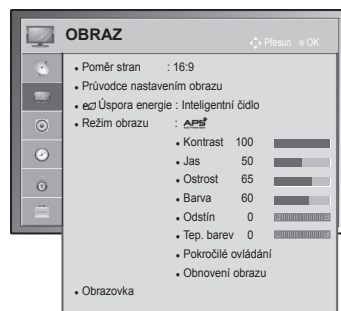 OBRAZ
Přesun OK
• Poměr stran : 16:9
• Průvodce nastavením obrazu
• Úspora energie : Inteligentní čidlo
• Režim obrazu : APS
• Kontrast 100
• Jas 50
• Ostrost 65
• Barva 60
• Odstín 0
• Tep. barev 0
• Pokročilé ovládání
• Obnovení obrazu
• Obrazovka